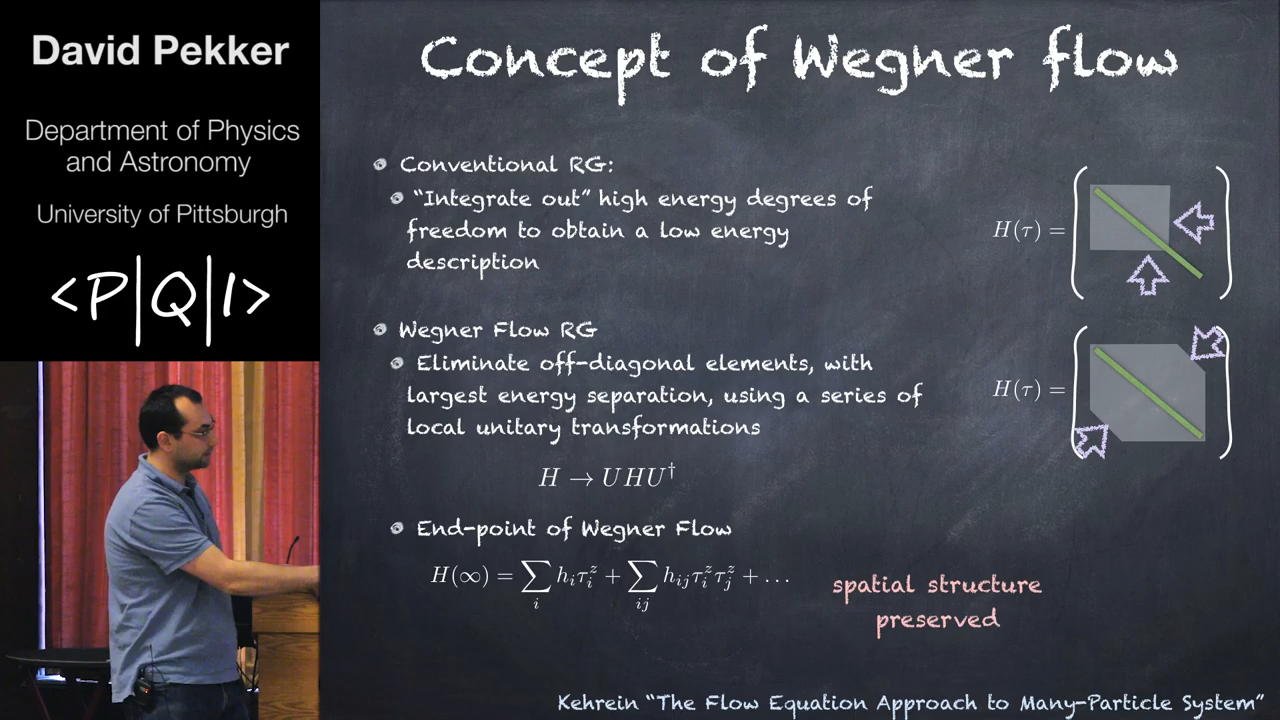 David Pekker
Department of Physics
and Astronomy
University of Pittsburgh
<P|Q|I>
Concept of Wegner flow
Conventional RG:
“Integrate out” high energy degrees of
freedom to obtain a low energy
description
H(τ) =
Wegner Flow RG
Eliminate off-diagonal elements, with
largest energy separation, using a series of
local unitary transformations
H(τ) =
H → UHU†
End-point of Wegner Flow
H(∞) = ∑_i h_i τ_i^z + ∑_ij h_ij τ_i^z τ_j^z + ...
spatial structure
preserved
Kehrein “The Flow Equation Approach to Many-Particle System”